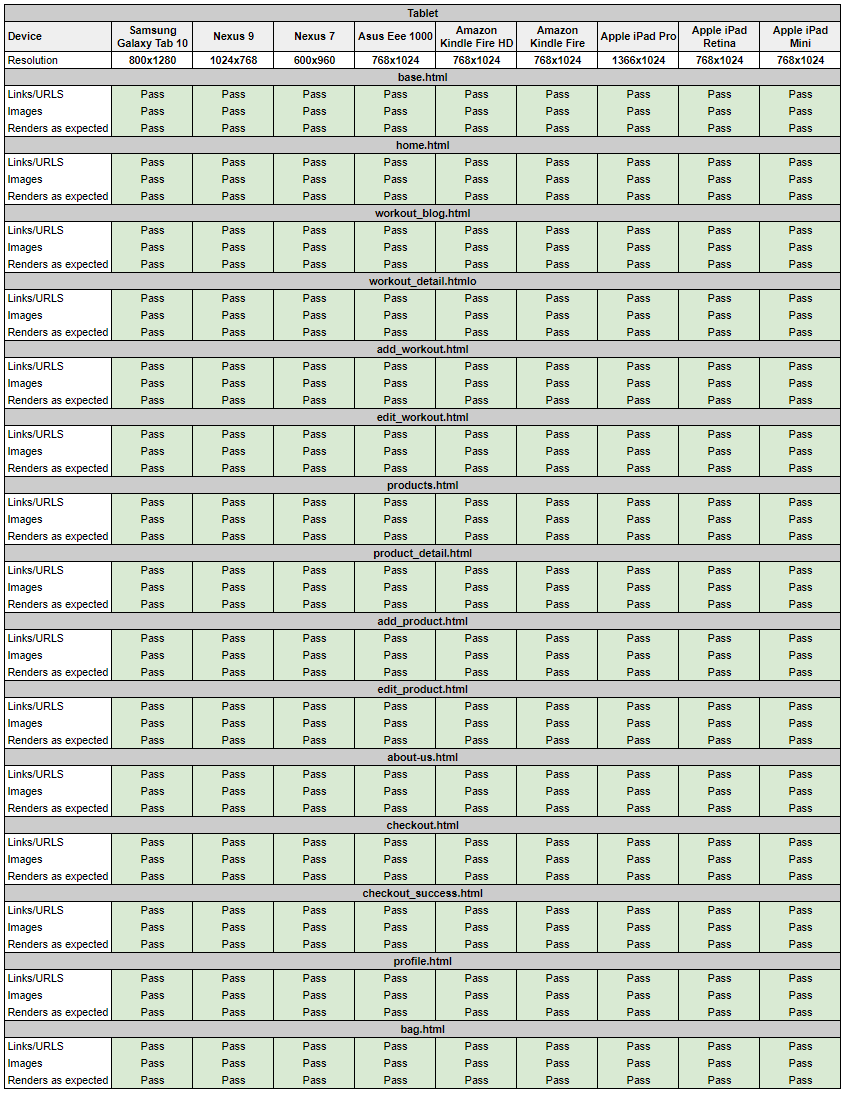 Tablet
Device Samsung Galaxy Tab 10 Nexus 9 Nexus 7 Asus Eee 1000 Amazon Kindle Fire HD Amazon Kindle Fire Apple iPad Pro Apple iPad Retina Apple iPad Mini
Resolution 800x1280 1024x768 600x960 768x1024 768x1024 768x1024 1366x1024 768x1024 768x1024
base.html
Links/URLS Pass Pass Pass Pass Pass Pass Pass Pass Pass
Images Pass Pass Pass Pass Pass Pass Pass Pass Pass
Renders as expected Pass Pass Pass Pass Pass Pass Pass Pass Pass
home.html
Links/URLS Pass Pass Pass Pass Pass Pass Pass Pass Pass
Images Pass Pass Pass Pass Pass Pass Pass Pass Pass
Renders as expected Pass Pass Pass Pass Pass Pass Pass Pass Pass
workout_blog.html
Links/URLS Pass Pass Pass Pass Pass Pass Pass Pass Pass
Images Pass Pass Pass Pass Pass Pass Pass Pass Pass
Renders as expected Pass Pass Pass Pass Pass Pass Pass Pass Pass
workout_detail.htmlo
Links/URLS Pass Pass Pass Pass Pass Pass Pass Pass Pass
Images Pass Pass Pass Pass Pass Pass Pass Pass Pass
Renders as expected Pass Pass Pass Pass Pass Pass Pass Pass Pass
add_workout.html
Links/URLS Pass Pass Pass Pass Pass Pass Pass Pass Pass
Images Pass Pass Pass Pass Pass Pass Pass Pass Pass
Renders as expected Pass Pass Pass Pass Pass Pass Pass Pass Pass
edit_workout.html
Links/URLS Pass Pass Pass Pass Pass Pass Pass Pass Pass
Images Pass Pass Pass Pass Pass Pass Pass Pass Pass
Renders as expected Pass Pass Pass Pass Pass Pass Pass Pass Pass
products.html
Links/URLS Pass Pass Pass Pass Pass Pass Pass Pass Pass
Images Pass Pass Pass Pass Pass Pass Pass Pass Pass
Renders as expected Pass Pass Pass Pass Pass Pass Pass Pass Pass
product_detail.html
Links/URLS Pass Pass Pass Pass Pass Pass Pass Pass Pass
Images Pass Pass Pass Pass Pass Pass Pass Pass Pass
Renders as expected Pass Pass Pass Pass Pass Pass Pass Pass Pass
add_product.html
Links/URLS Pass Pass Pass Pass Pass Pass Pass Pass Pass
Images Pass Pass Pass Pass Pass Pass Pass Pass Pass
Renders as expected Pass Pass Pass Pass Pass Pass Pass Pass Pass
edit_product.html
Links/URLS Pass Pass Pass Pass Pass Pass Pass Pass Pass
Images Pass Pass Pass Pass Pass Pass Pass Pass Pass
Renders as expected Pass Pass Pass Pass Pass Pass Pass Pass Pass
about-us.html
Links/URLS Pass Pass Pass Pass Pass Pass Pass Pass Pass
Images Pass Pass Pass Pass Pass Pass Pass Pass Pass
Renders as expected Pass Pass Pass Pass Pass Pass Pass Pass Pass
checkout.html
Links/URLS Pass Pass Pass Pass Pass Pass Pass Pass Pass
Images Pass Pass Pass Pass Pass Pass Pass Pass Pass
Renders as expected Pass Pass Pass Pass Pass Pass Pass Pass Pass
checkout_success.html
Links/URLS Pass Pass Pass Pass Pass Pass Pass Pass Pass
Images Pass Pass Pass Pass Pass Pass Pass Pass Pass
Renders as expected Pass Pass Pass Pass Pass Pass Pass Pass Pass
profile.html
Links/URLS Pass Pass Pass Pass Pass Pass Pass Pass Pass
Images Pass Pass Pass Pass Pass Pass Pass Pass Pass
Renders as expected Pass Pass Pass Pass Pass Pass Pass Pass Pass
bag.html
Links/URLS Pass Pass Pass Pass Pass Pass Pass Pass Pass
Images Pass Pass Pass Pass Pass Pass Pass Pass Pass
Renders as expected Pass Pass Pass Pass Pass Pass Pass Pass Pass